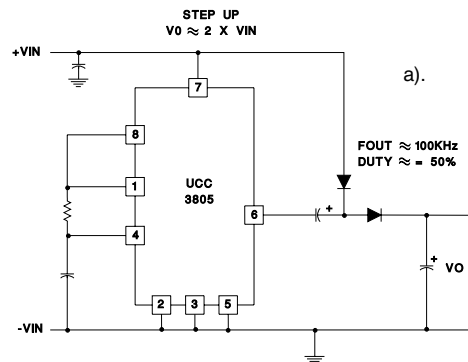 STEP UP
V0 ≈ 2 X VIN
+VIN
a).
7
8
FOUT ≈ 100KHz
DUTY ≈ = 50%
1
UCC
3805
6
4
+
+
VO
2 3 5
-VIN